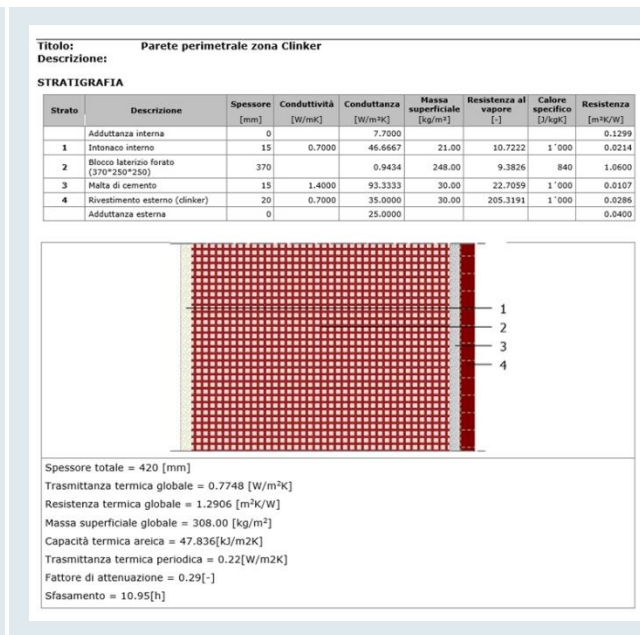 Titolo: Parete perimetrale zona Clinker
Descrizione:
STRATIGRAFIA
Strato Descrizione Spessore [mm] Conduttività [W/mK] Conduttanza [W/m²K] Massa superficiale [kg/m²] Resistenza al vapore [-] Calore specifico [J/kgK] Resistenza [m²K/W]
Adduttanza interna 0 7.7000 0.1299
1 Intonaco interno 15 0.7000 46.6667 21.00 10.7222 1´000 0.0214
2 Blocco laterizio forato (370*250*250) 370 0.9434 248.00 9.3826 840 1.0600
3 Malta di cemento 15 1.4000 93.3333 30.00 22.7059 1´000 0.0107
4 Rivestimento esterno (clinker) 20 0.7000 35.0000 30.00 205.3191 1´000 0.0286
Adduttanza esterna 0 25.0000 0.0400
1
2
3
4
Spessore totale = 420 [mm]
Trasmittanza termica globale = 0.7748 [W/m²K]
Resistenza termica globale = 1.2906 [m²K/W]
Massa superficiale globale = 308.00 [kg/m²]
Capacità termica areica = 47.836[kJ/m2K]
Trasmittanza termica periodica = 0.22[W/m2K]
Fattore di attenuazione = 0.29[-]
Sfasamento = 10.95[h]